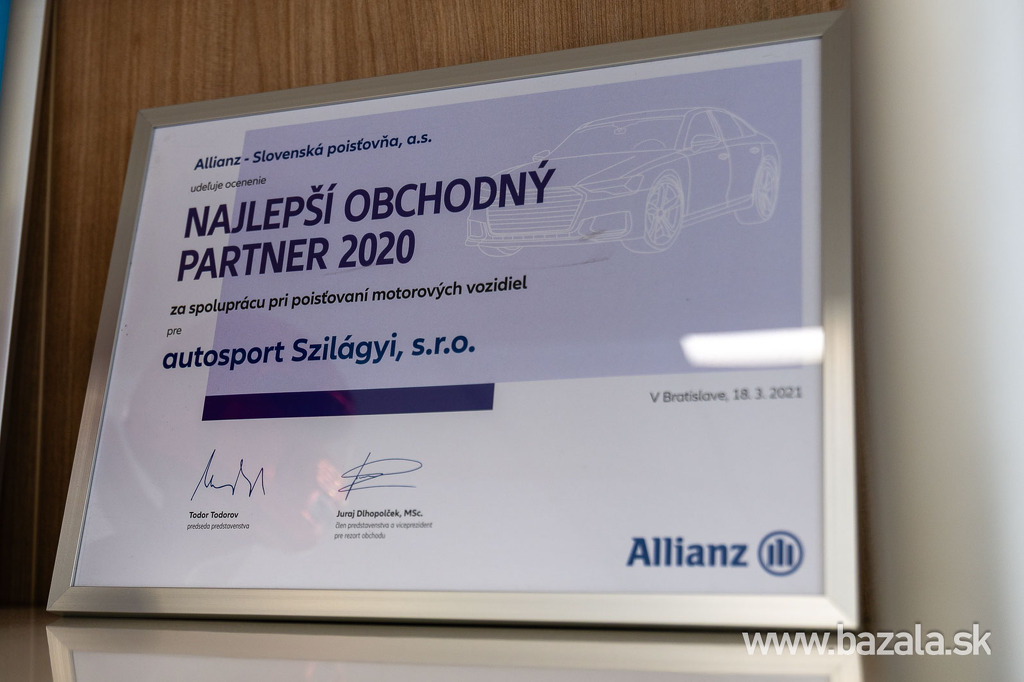 Allianz - Slovenská poisťovňa, a.s.
udeľuje ocenenie
NAJLEPŠÍ OBCHODNÝ
PARTNER 2020
za spoluprácu pri poisťovaní motorových vozidiel
pre
autosport Szilágyi, s.r.o.
V Bratislave, 18. 3. 2021
Todor Todorov
predseda predstavenstva
Juraj Dlhopolček, MSc.
člen predstavenstva a viceprezident
pre rezort obchodu
Allianz
www.bazala.sk